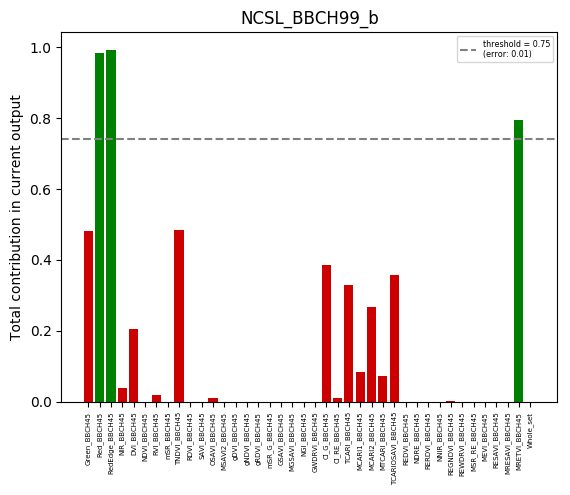 NCSL_BBCH99_b
threshold = 0.75
(error: 0.01)
Total contribution in current output
1.0
0.8
0.6
0.4
0.2
0.0
Green_BBCH45
Red_BBCH45
RedEdge_BBCH45
NIR_BBCH45
DVI_BBCH45
NDVI_BBCH45
RVI_BBCH45
mSR_BBCH45
TNDVI_BBCH45
RDVI_BBCH45
SAVI_BBCH45
OSAVI_BBCH45
MSAVI2_BBCH45
gDVI_BBCH45
gNDVI_BBCH45
gRDVI_BBCH45
mSR_G_BBCH45
GSAVI_BBCH45
MGSAVI_BBCH45
NGI_BBCH45
GWDRVI_BBCH45
CI_G_BBCH45
CI_RE_BBCH45
TCARI_BBCH45
MCARI1_BBCH45
MCARI2_BBCH45
MTCARI_BBCH45
TCARIOSAVI_BBCH45
REDVI_BBCH45
NDRE_BBCH45
RERDVI_BBCH45
NNIR_BBCH45
REGNDVI_BBCH45
REWDRVI_BBCH45
MSR_RE_BBCH45
MEVI_BBCH45
RESAVI_BBCH45
MRESAVI_BBCH45
MRETVI_BBCH45
whole_set